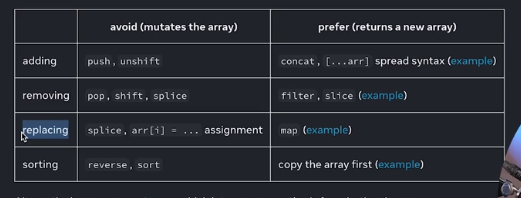 avoid (mutates the array) prefer (returns a new array)
adding push, unshift concat, [...arr] spread syntax (example)
removing pop, shift, splice filter, slice (example)
replacing splice, arr[i] = ... assignment map (example)
sorting reverse, sort copy the array first (example)